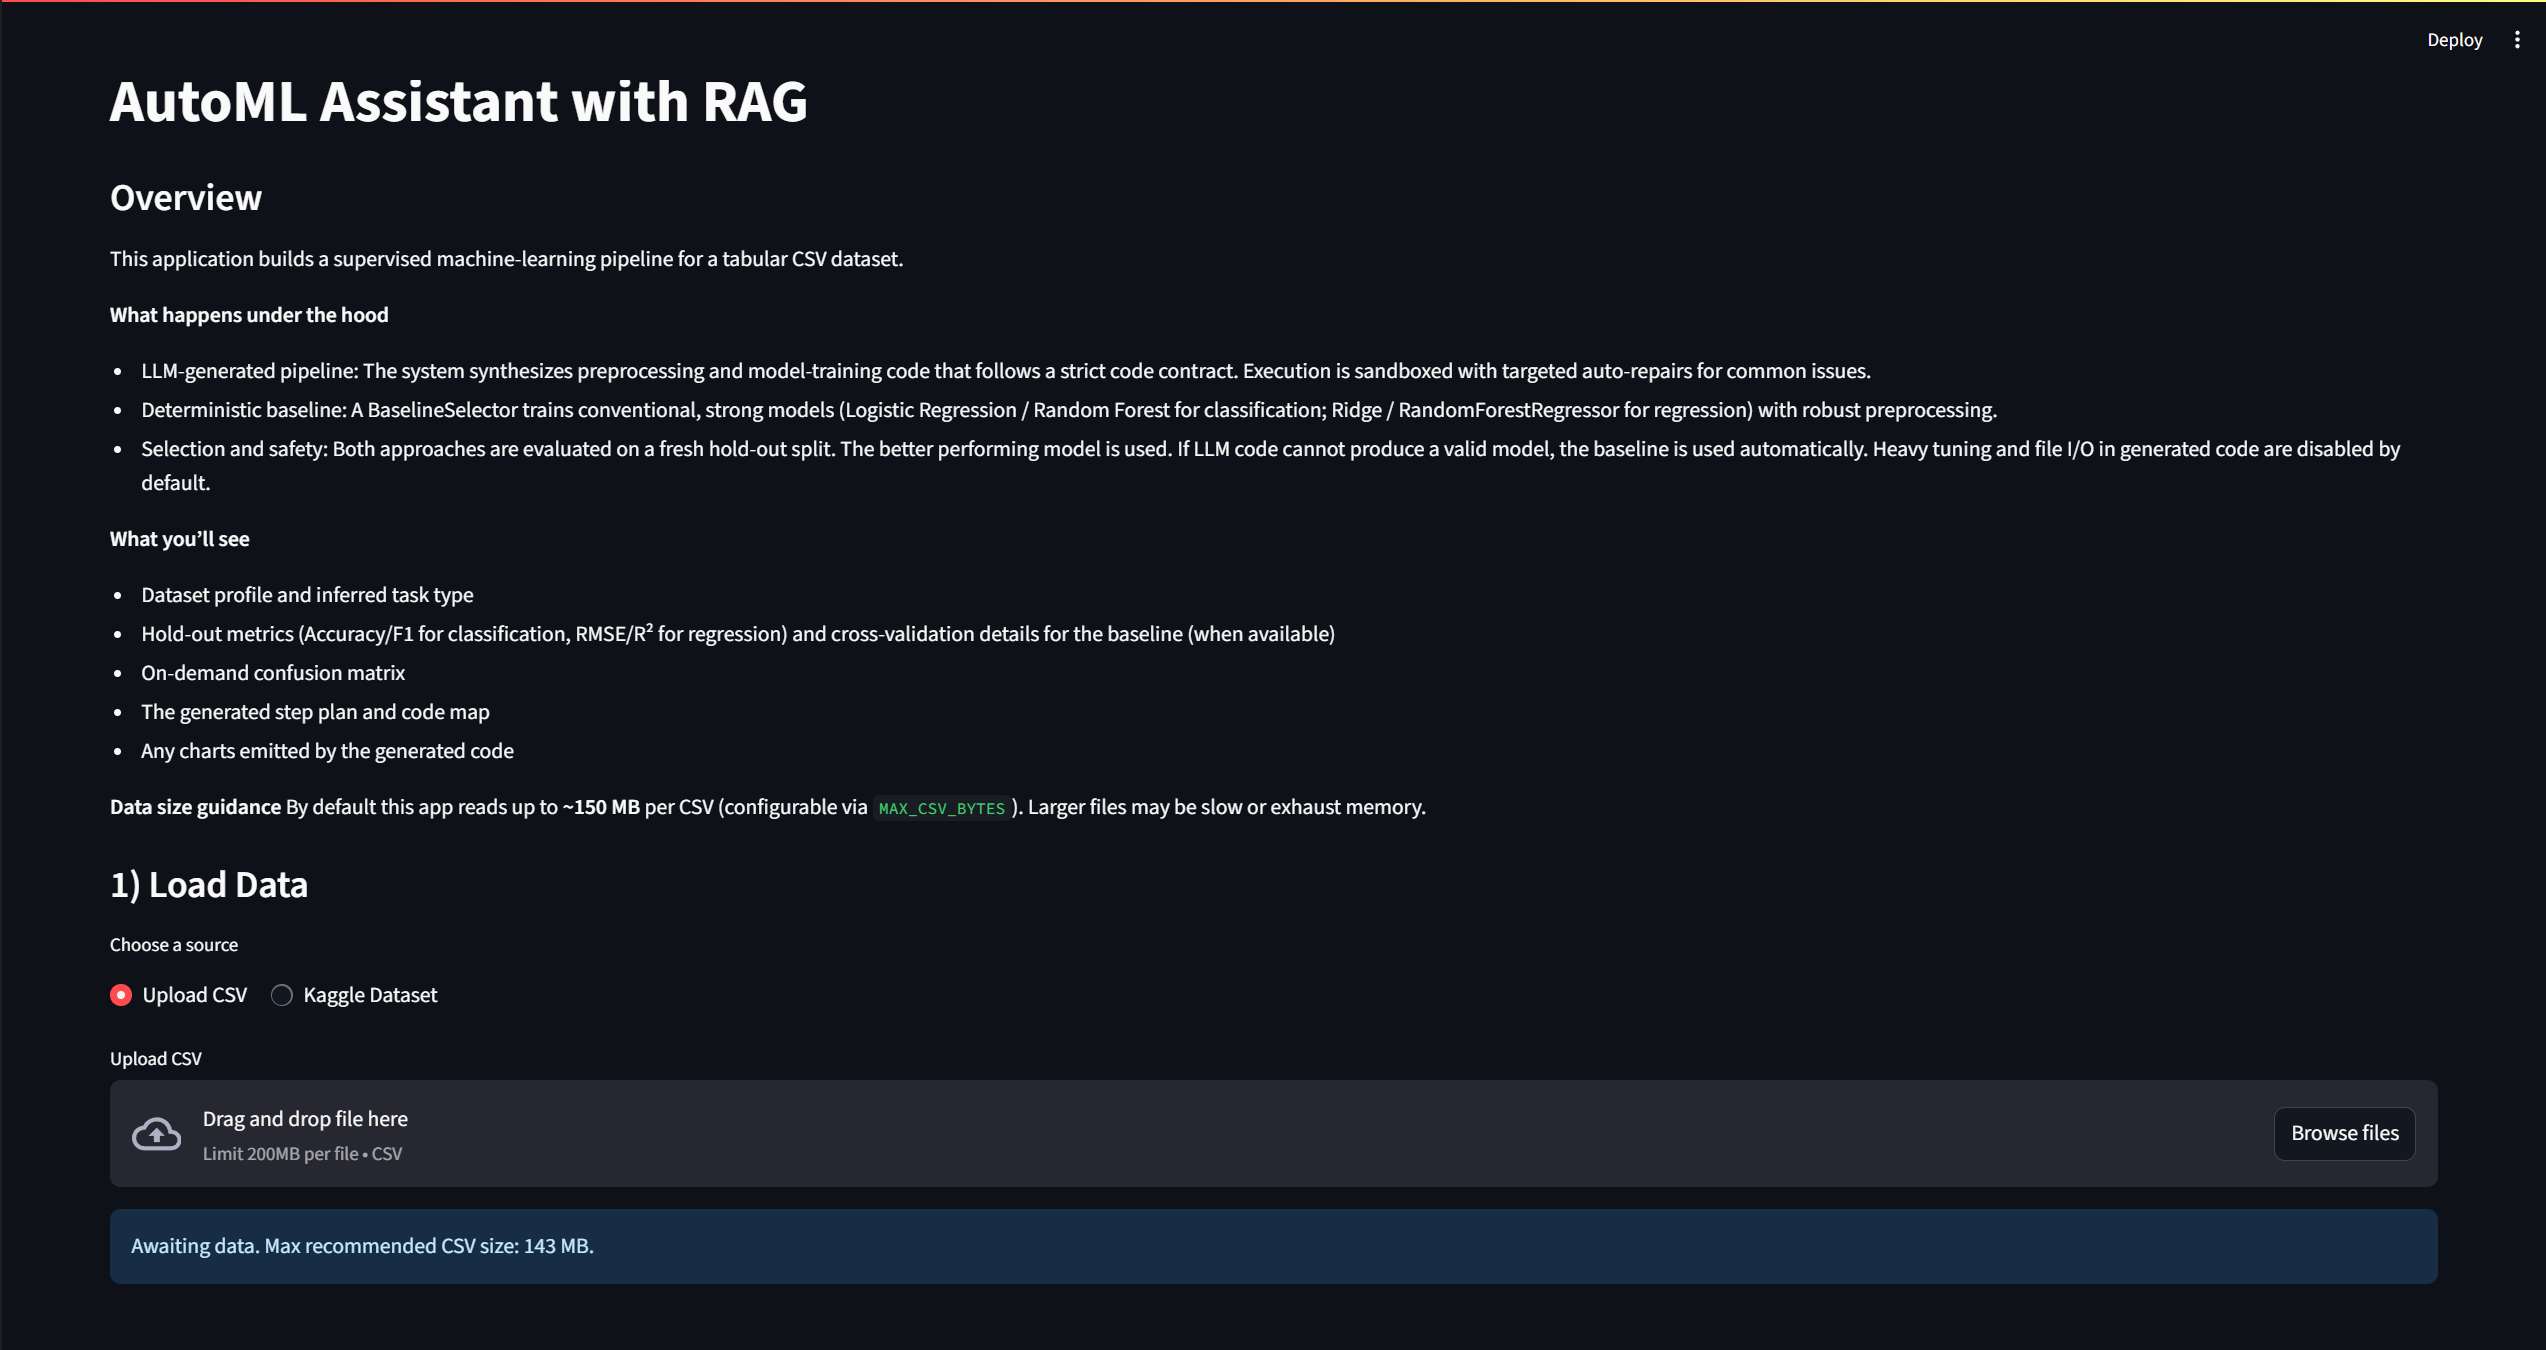 Deploy
AutoML Assistant with RAG
Overview
This application builds a supervised machine-learning pipeline for a tabular CSV dataset.
What happens under the hood
• LLM-generated pipeline: The system synthesizes preprocessing and model-training code that follows a strict code contract. Execution is sandboxed with targeted auto-repairs for common issues.
• Deterministic baseline: A BaselineSelector trains conventional, strong models (Logistic Regression / Random Forest for classification; Ridge / RandomForestRegressor for regression) with robust preprocessing.
• Selection and safety: Both approaches are evaluated on a fresh hold-out split. The better performing model is used. If LLM code cannot produce a valid model, the baseline is used automatically. Heavy tuning and file I/O in generated code are disabled by
default.
What you’ll see
• Dataset profile and inferred task type
• Hold-out metrics (Accuracy/F1 for classification, RMSE/R² for regression) and cross-validation details for the baseline (when available)
• On-demand confusion matrix
• The generated step plan and code map
• Any charts emitted by the generated code
Data size guidance By default this app reads up to ~150 MB per CSV (configurable via MAX_CSV_BYTES). Larger files may be slow or exhaust memory.
1) Load Data
Choose a source
Upload CSV Kaggle Dataset
Upload CSV
Drag and drop file here
Limit 200MB per file • CSV
Browse files
Awaiting data. Max recommended CSV size: 143 MB.